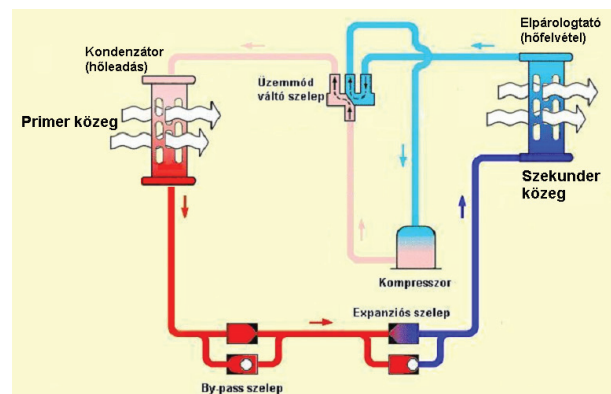 Kondenzátor
(hőleadás)
Primer közeg
Üzemmód
váltó szelep
Elpárologtató
(hőfelvétel)
Szekunder
közeg
Kompresszor
Expanziós szelep
By-pass szelep